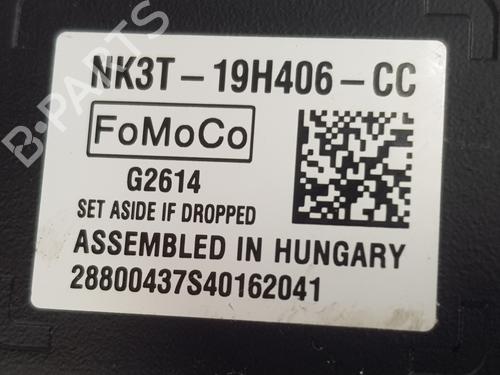 NK3T-19H406-CC
FoMoCo
G2614
SET ASIDE IF DROPPED
ASSEMBLED IN HUNGARY
28800437S40162041
B-PARTS